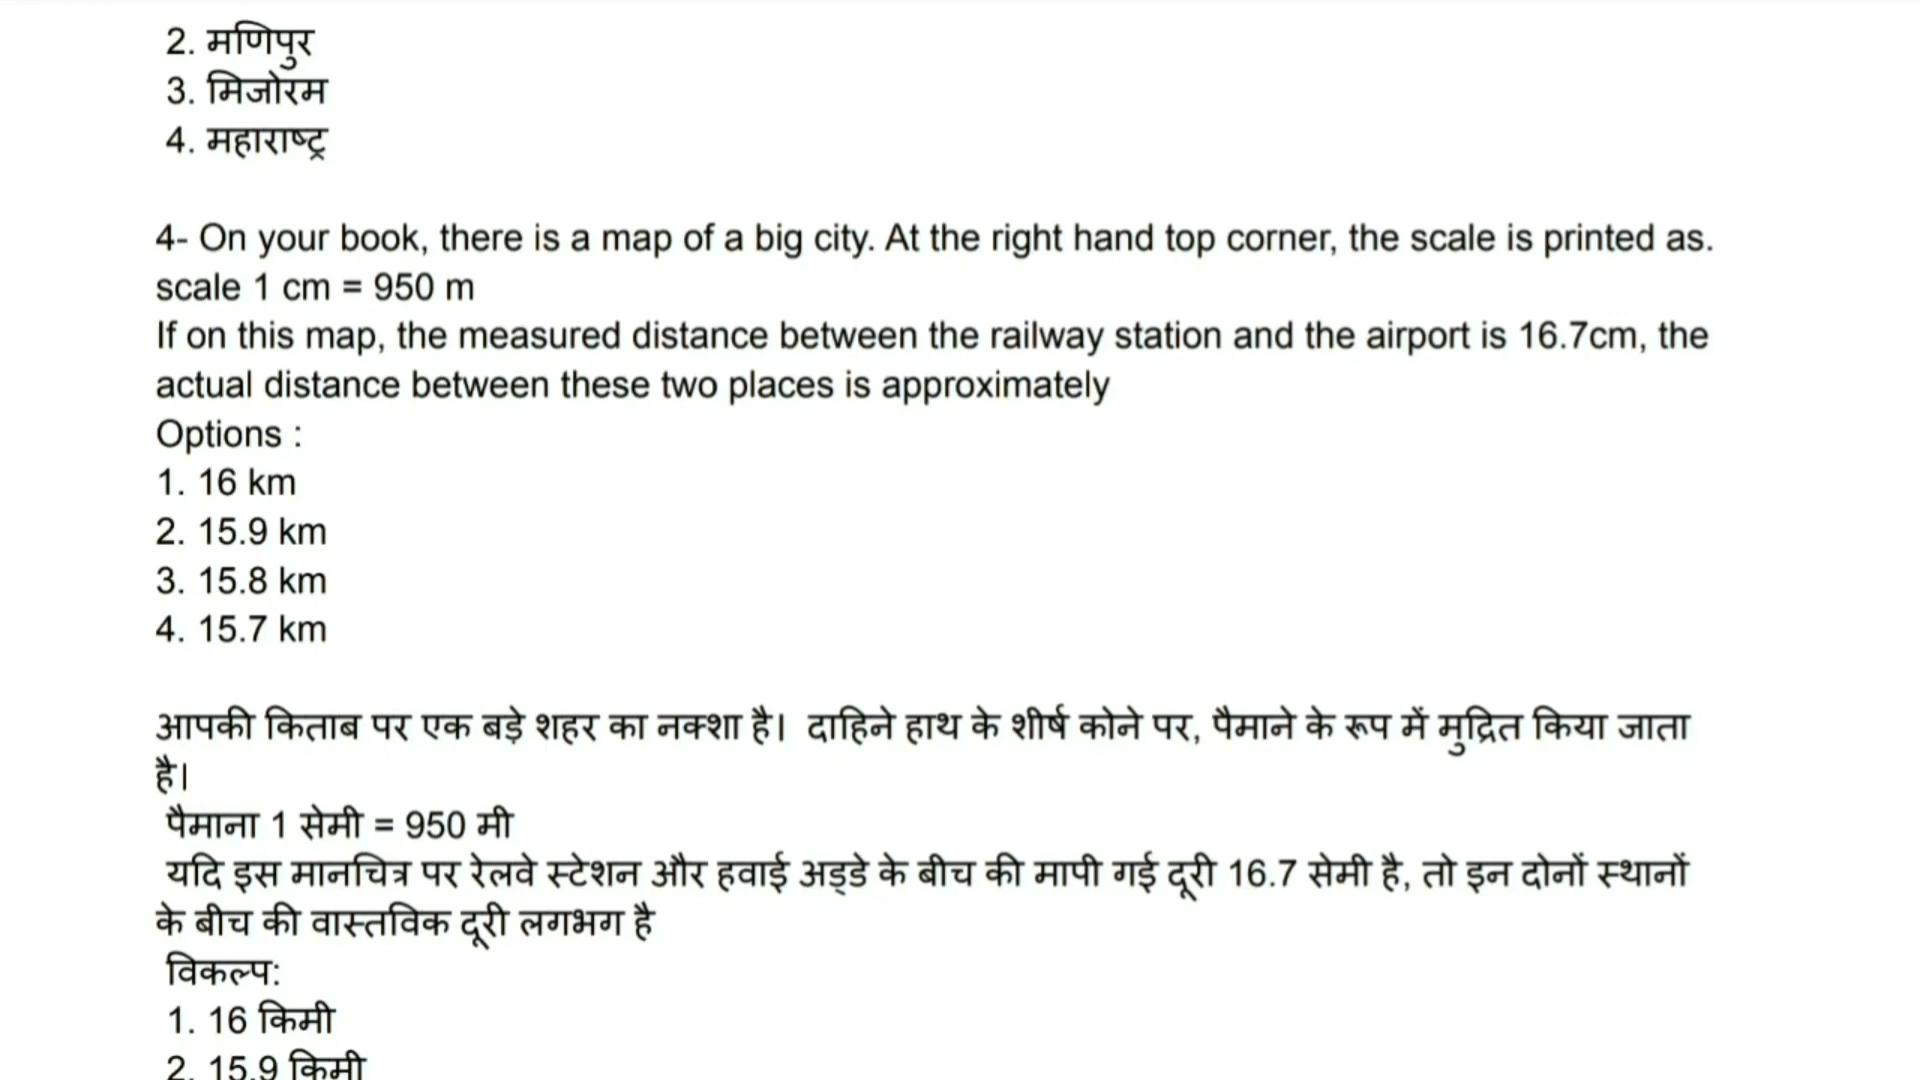 2. मणिपुर
3. मिजोरम
4. महाराष्ट्र
4- On your book, there is a map of a big city. At the right hand top corner, the scale is printed as.
scale 1 cm = 950 m
If on this map, the measured distance between the railway station and the airport is 16.7cm, the
actual distance between these two places is approximately
Options :
1. 16 km
2. 15.9 km
3. 15.8 km
4. 15.7 km
आपकी किताब पर एक बड़े शहर का नक्शा है। दाहिने हाथ के शीर्ष कोने पर, पैमाने के रूप में मुद्रित किया जाता
है।
पैमाना 1 सेमी = 950 मी
यदि इस मानचित्र पर रेलवे स्टेशन और हवाई अड्डे के बीच की मापी गई दूरी 16.7 सेमी है, तो इन दोनों स्थानों
के बीच की वास्तविक दूरी लगभग है
विकल्प:
1. 16 किमी
2. 15.9 किमी